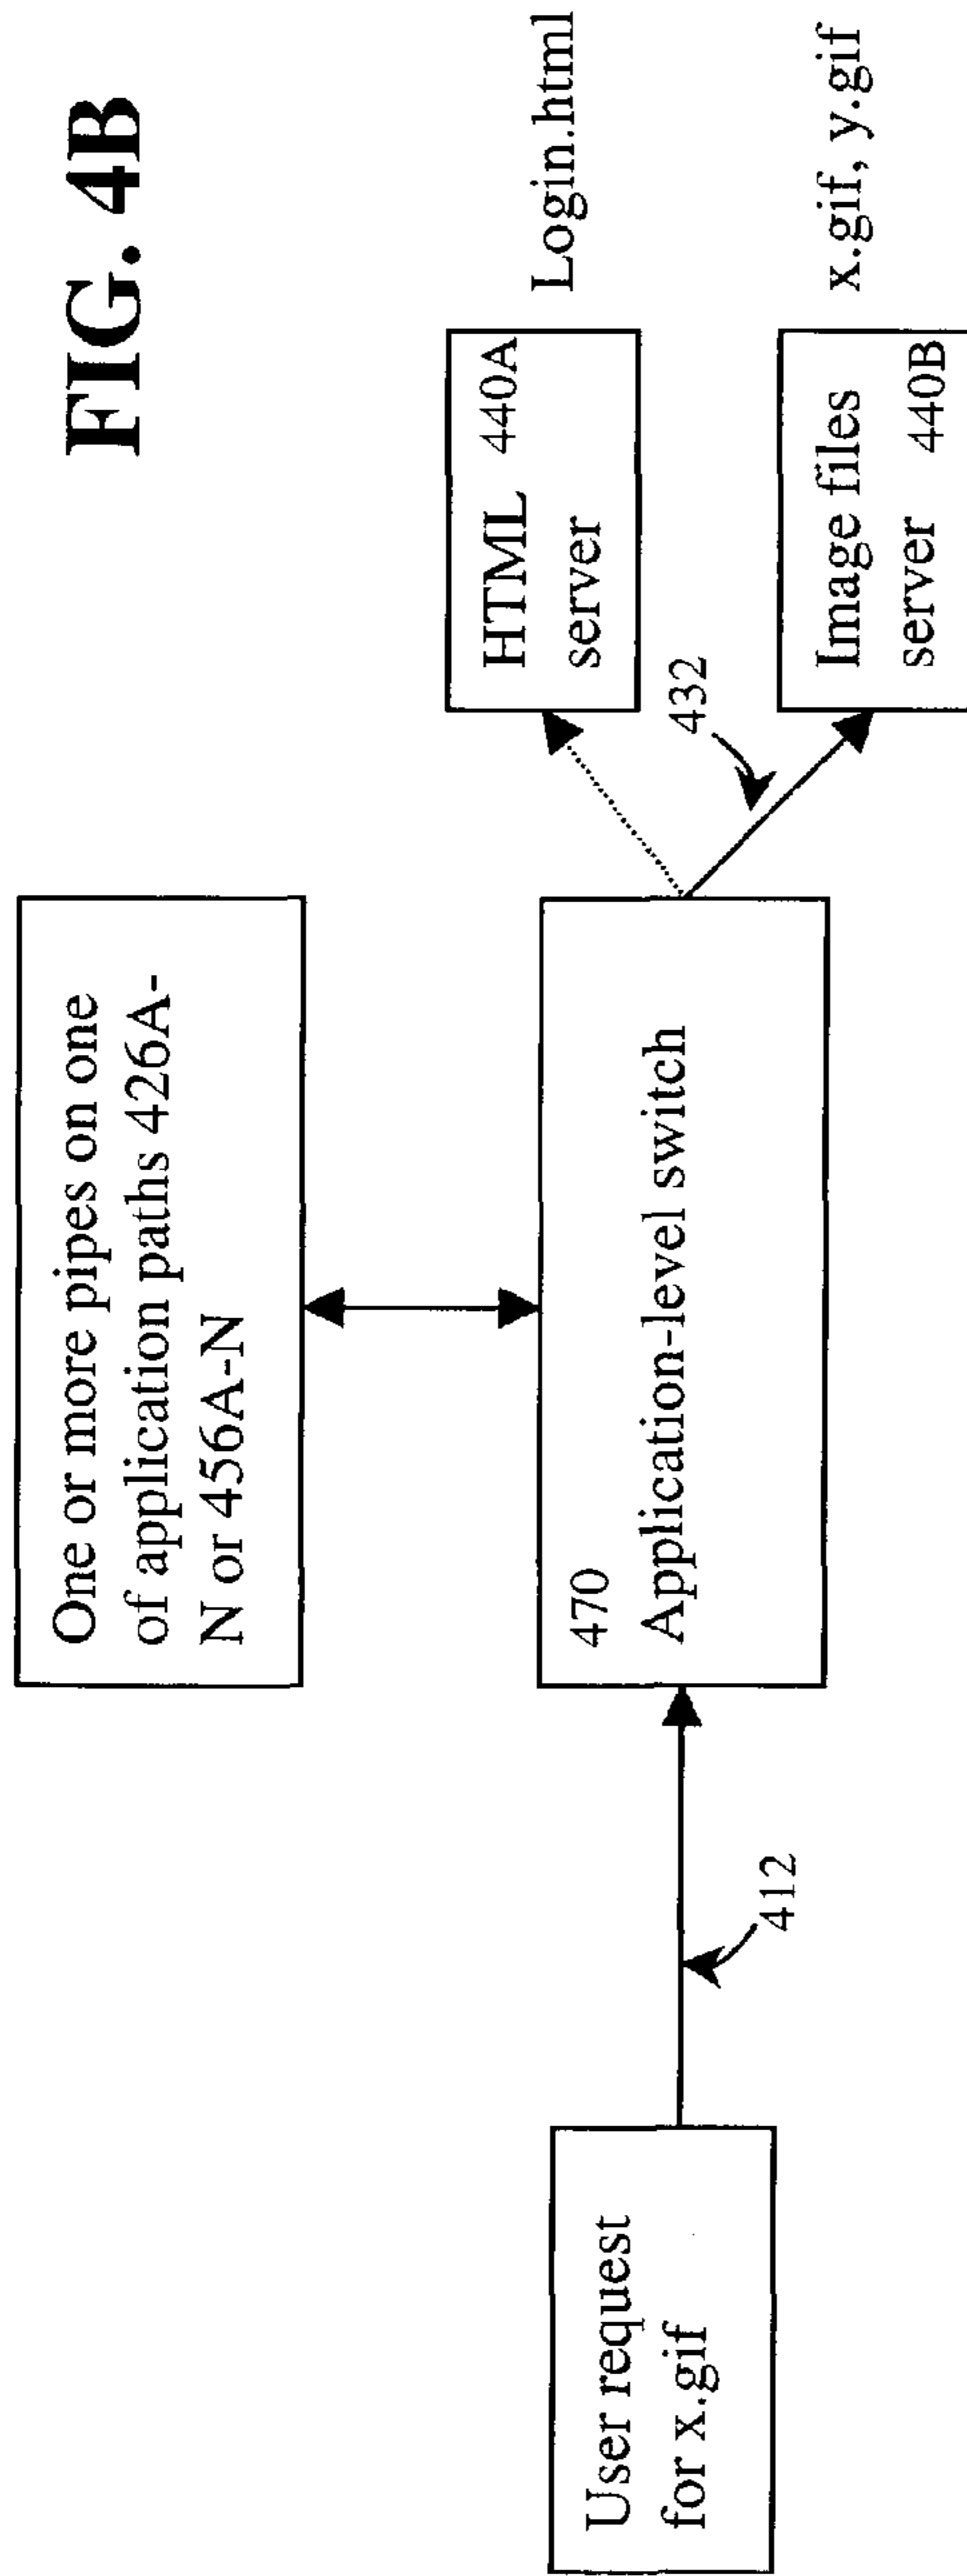 FIG. 4B
One or more pipes on one
of application paths 426A-
N or 456A-N
User request
for x.gif
412
470
Application-level switch
432
HTML 440A
server
Login.html
Image files
server 440B
x.gif, y.gif